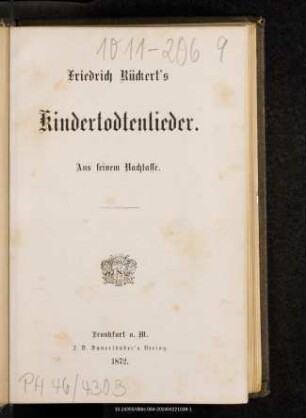 1011-206 9
Friedrich Rückert's
Kindertodtenlieder.
Aus seinem Nachlasse.
Frankfurt a. M.
J. D. Sauerländer's Verlag.
1872.
PH 46/4303